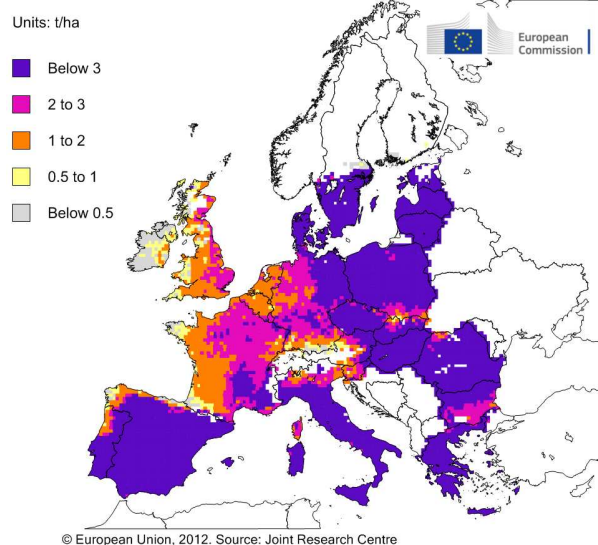 Units: t/ha
European
Commission
Below 3
2 to 3
1 to 2
0.5 to 1
Below 0.5
© European Union, 2012. Source: Joint Research Centre